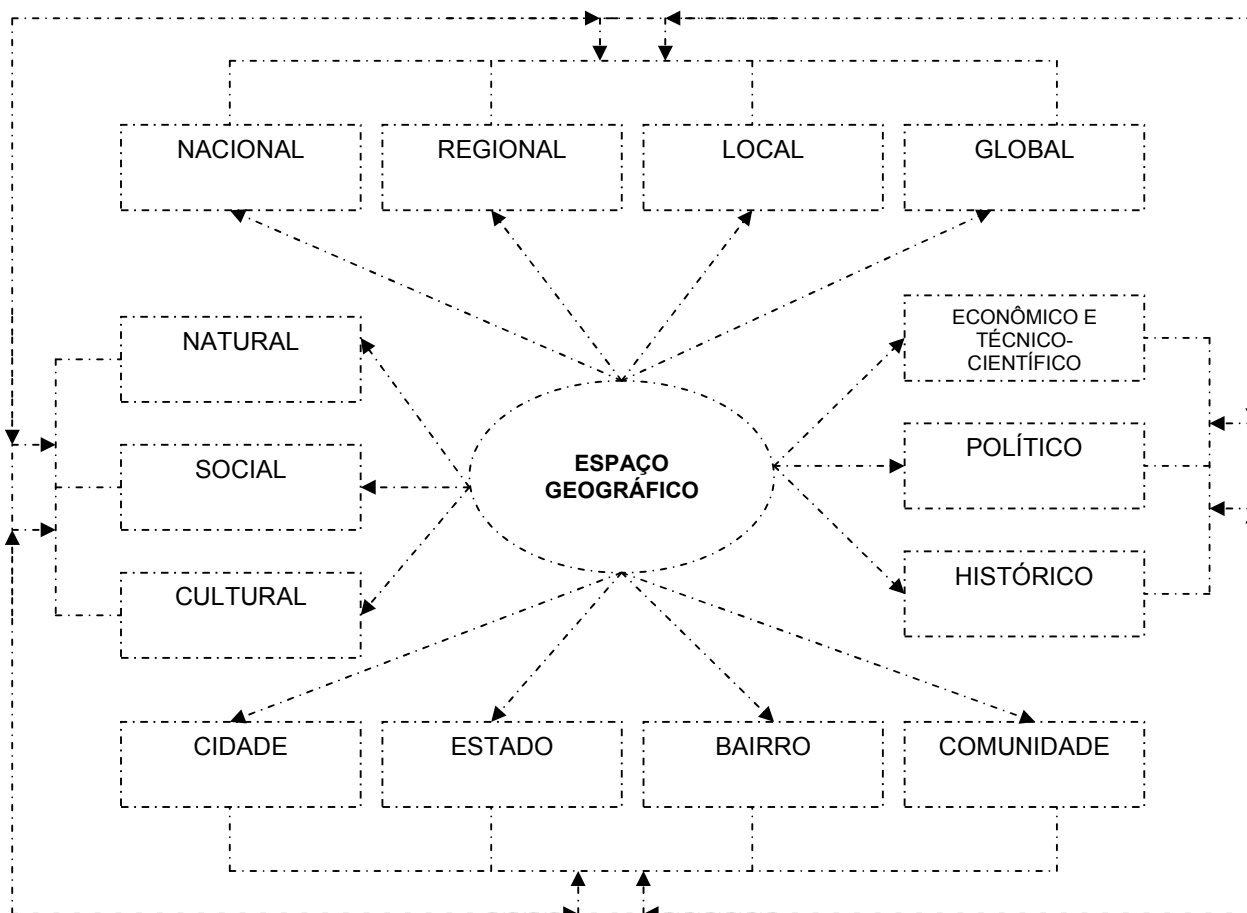 NACIONAL
REGIONAL
LOCAL
GLOBAL
NATURAL
SOCIAL
CULTURAL
ESPAÇO
GEOGRÁFICO
ECONÔMICO E
TÉCNICO-
CIENTÍFICO
POLÍTICO
HISTÓRICO
CIDADE
ESTADO
BAIRRO
COMUNIDADE